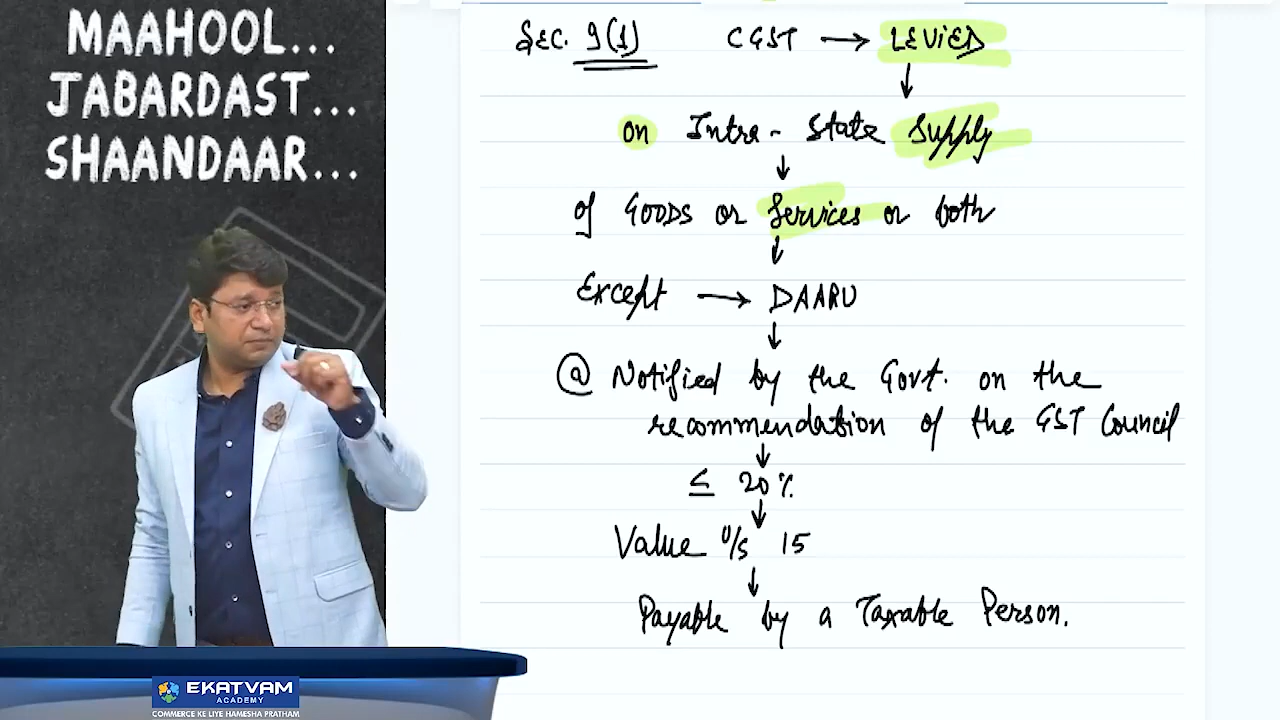 MAAHOOL...
JABARDAST...
SHAANDAAR...
SEC. 9(1) CGST → LEVIED
↓
on Intra - State Supply
↓
of GOODS or Services or both
↓
Except → DAARU
↓
@ Notified by the Govt. on the
recommendation of the GST Council
↓
≤ 20%
↓
Value u/s 15
↓
Payable by a Taxable Person.
EKATVAM
ACADEMY
COMMERCE KE LIYE HAMESHA PRATHAM